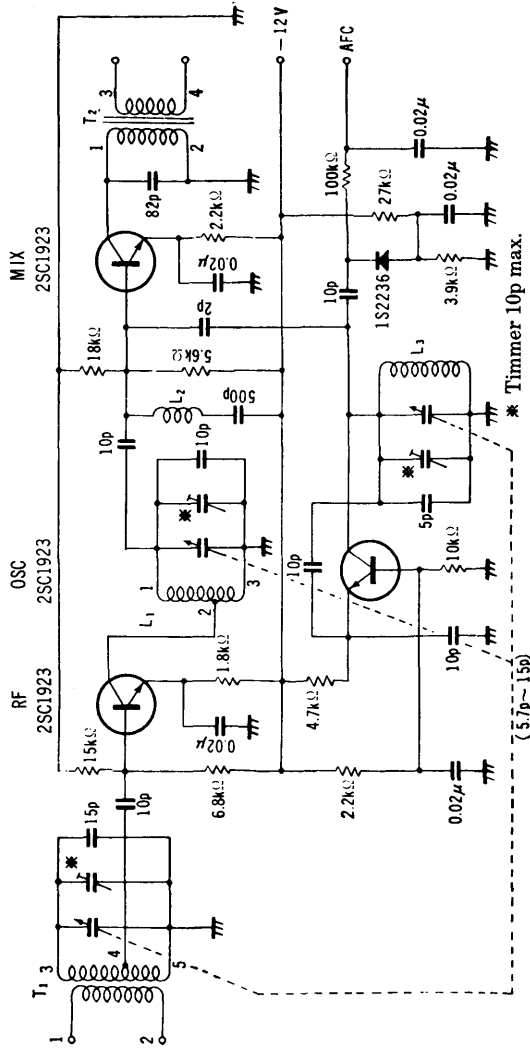 RF
2SC1923
OSC
2SC1923
MIX
2SC1923
T₁
1
2
3
4
5
※
15p
10p
15kΩ
6.8kΩ
0.02μ
1.8kΩ
L₁
1
2
3
※
10p
10p
L₂
500p
18kΩ
5.6kΩ
2p
0.02μ
2.2kΩ
82p
T₂
1
2
3
4
−12V
AFC
2.2kΩ
0.02μ
4.7kΩ
10p
10p
10kΩ
5p
※
L₃
10p
1S2236
3.9kΩ
27kΩ
0.02μ
100kΩ
0.02μ
(5.7p~15p)
※ Timmer 10p max.